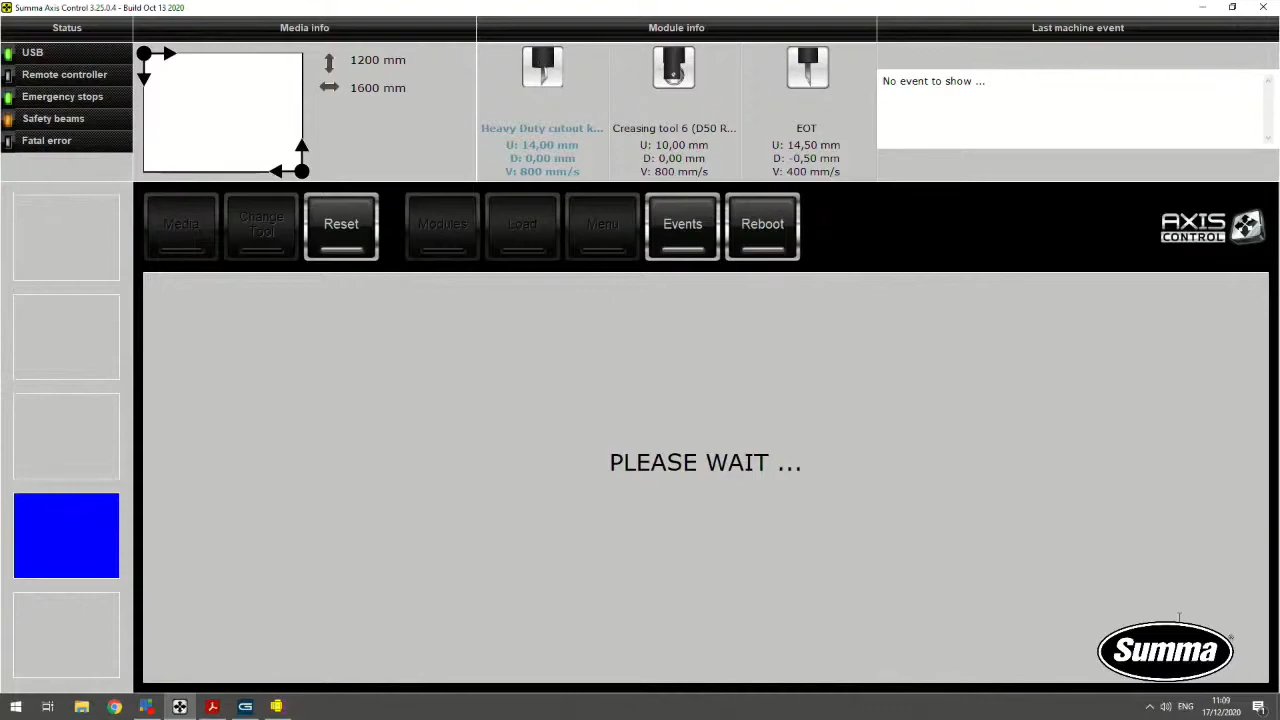 Summa Axis Control 3.25.0.4 - Build Oct 13 2020
Status
Media info
Module info
Last machine event
USB
Remote controller
Emergency stops
Safety beams
Fatal error
1200 mm
1600 mm
Heavy Duty cutout k...
U: 14,00 mm
D: 0,00 mm
V: 800 mm/s
Creasing tool 6 (D50 R...
U: 10,00 mm
D: 0,00 mm
V: 800 mm/s
EOT
U: 14,50 mm
D: -0,50 mm
V: 400 mm/s
No event to show ...
Media
Change
Tool
Reset
Modules
Load
Menu
Events
Reboot
AXIS
CONTROL
PLEASE WAIT ...
Summa®
ENG
11:09
17/12/2020
1